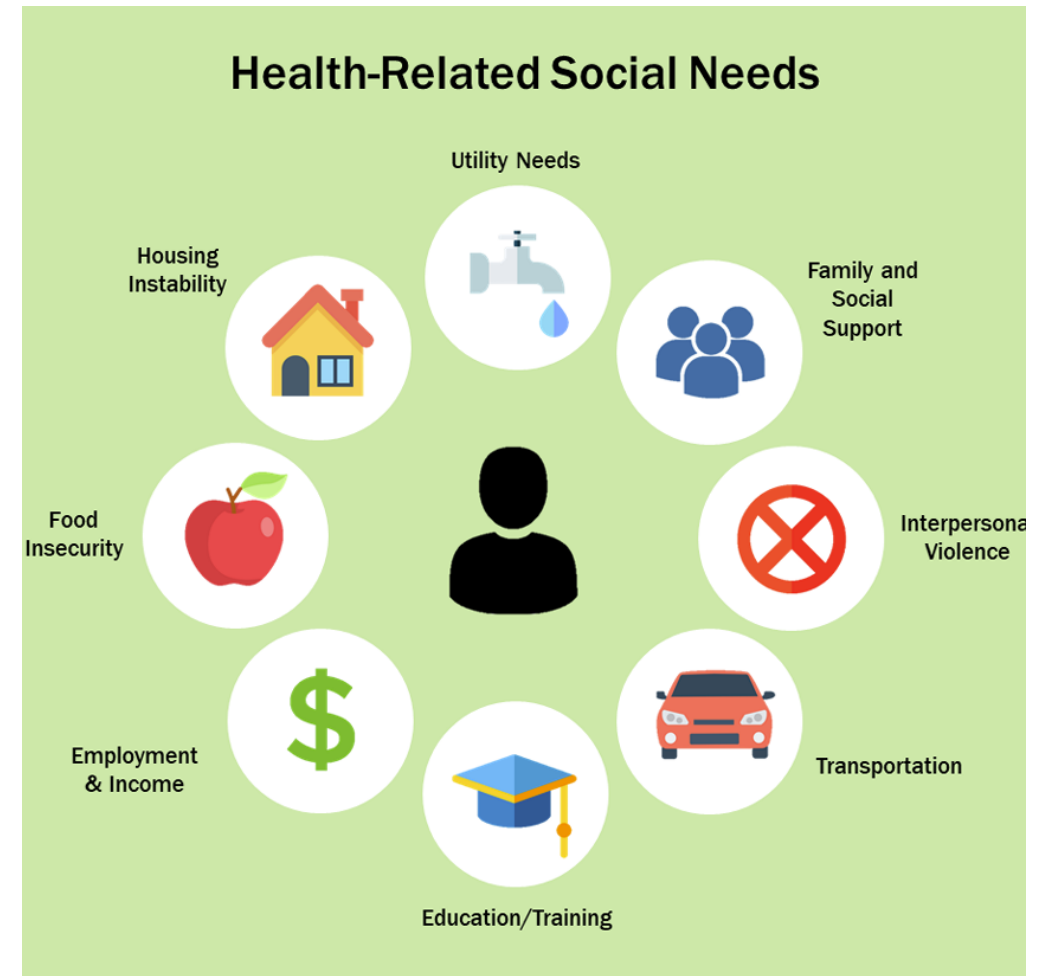 Health-Related Social Needs
Utility Needs
Family and
Social
Support
Interpersona
Violence
Transportation
Education/Training
Employment
& Income
Food
Insecurity
Housing
Instability